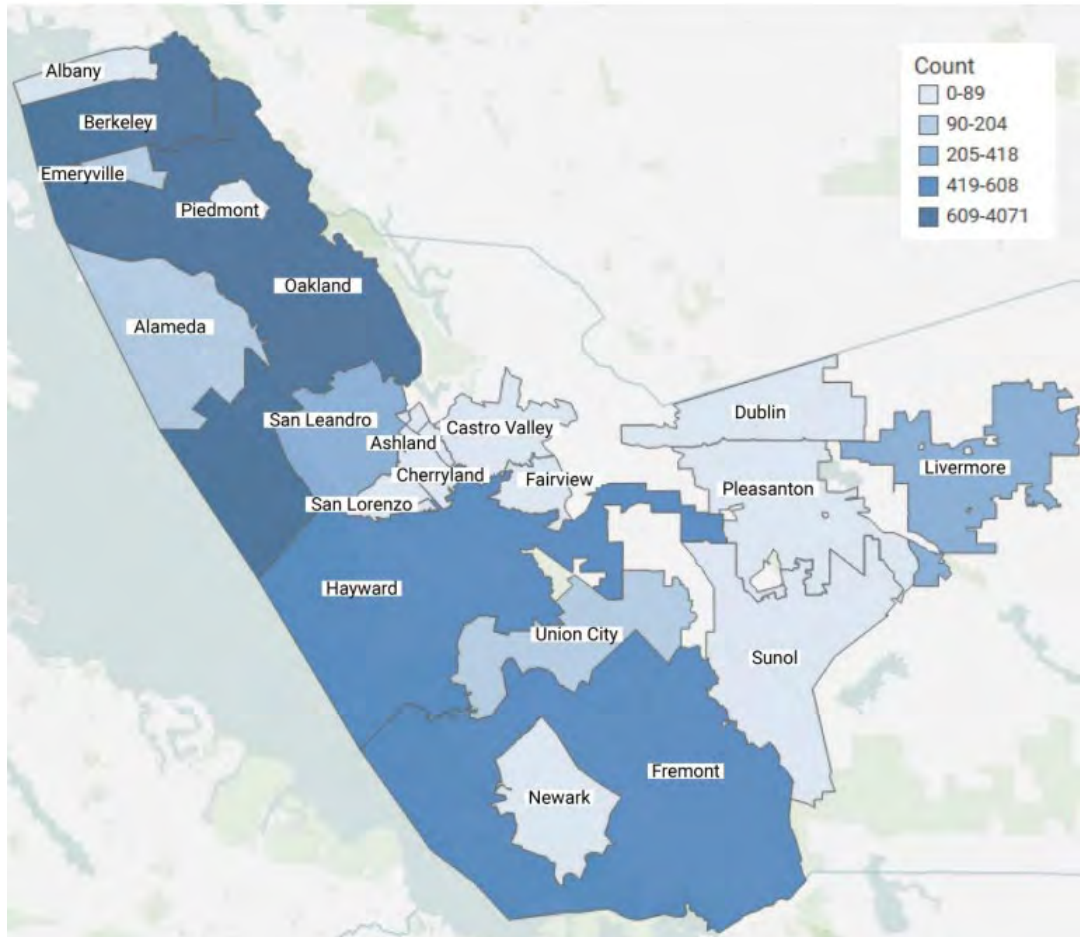 Count
0-89
90-204
205-418
419-608
609-4071
Albany
Berkeley
Emeryville
Piedmont
Oakland
Alameda
San Leandro
Ashland
Castro Valley
Cherryland
Fairview
San Lorenzo
Dublin
Livermore
Pleasanton
Hayward
Union City
Sunol
Fremont
Newark